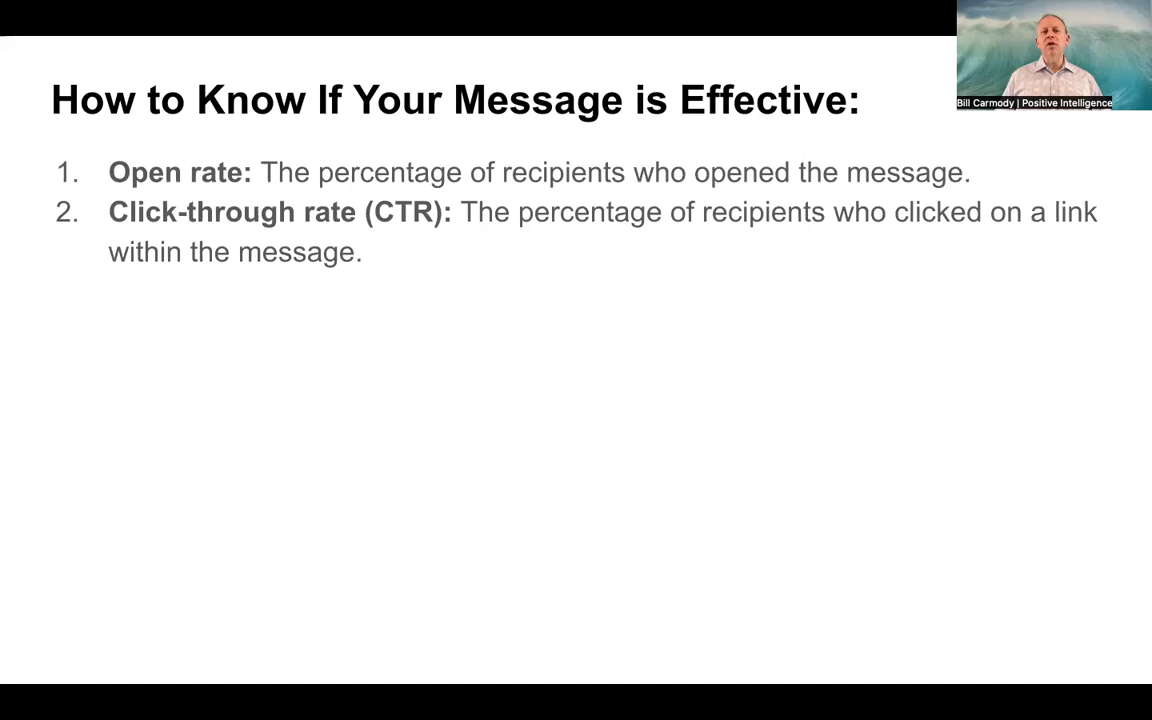 How to Know If Your Message is Effective:
1. Open rate: The percentage of recipients who opened the message.
2. Click-through rate (CTR): The percentage of recipients who clicked on a link
within the message.
Bill Carmody | Positive Intelligence